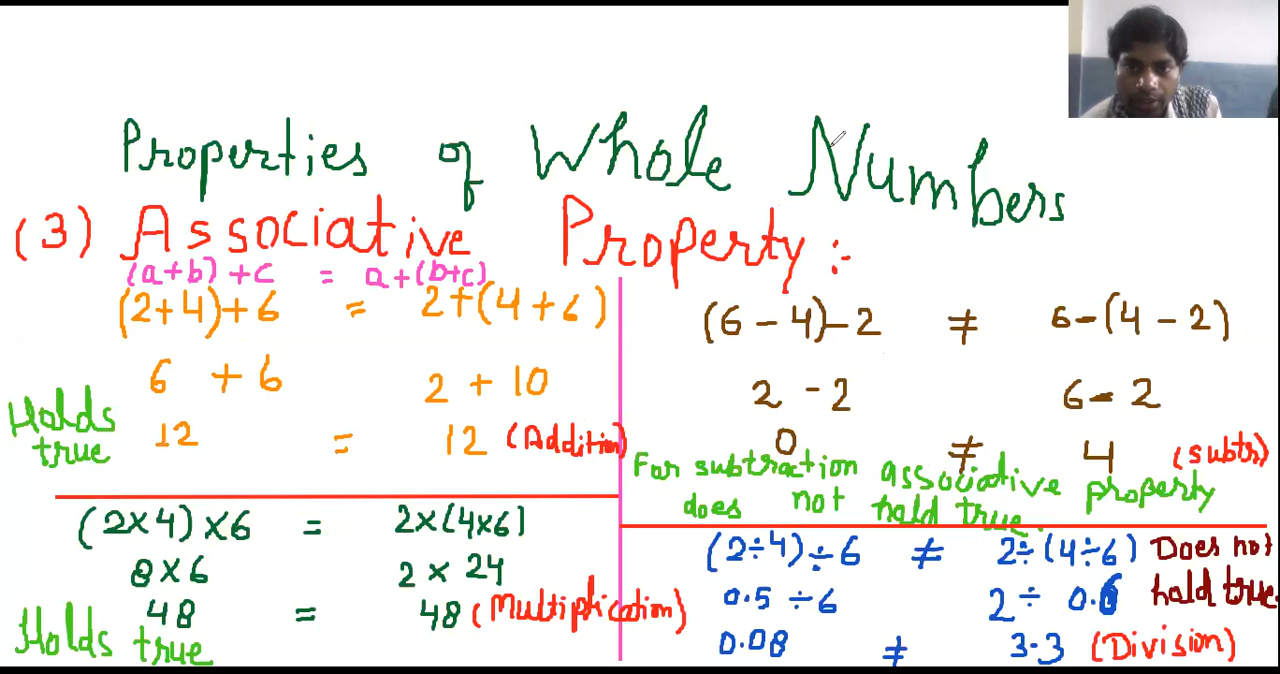 Properties of Whole Numbers
(3) Associative Property :-
(a+b) +c = a+(b+c)
(2+4)+6 = 2+(4+6)
6 + 6 2 + 10
Holds true 12 = 12 (Addition)
(2×4) ×6 = 2×(4×6)
8×6 2 × 24
48 = 48 (Multiplication)
Holds true
(6 - 4)-2 ≠ 6-(4 - 2)
2 - 2 6 - 2
0 ≠ 4 (subtr)
For subtraction associative property
does not hold true.
(2÷4) ÷ 6 ≠ 2÷(4÷6) Does not
0.5 ÷ 6 2 ÷ 0.6 hold true.
0.08 ≠ 3.3 (Division)